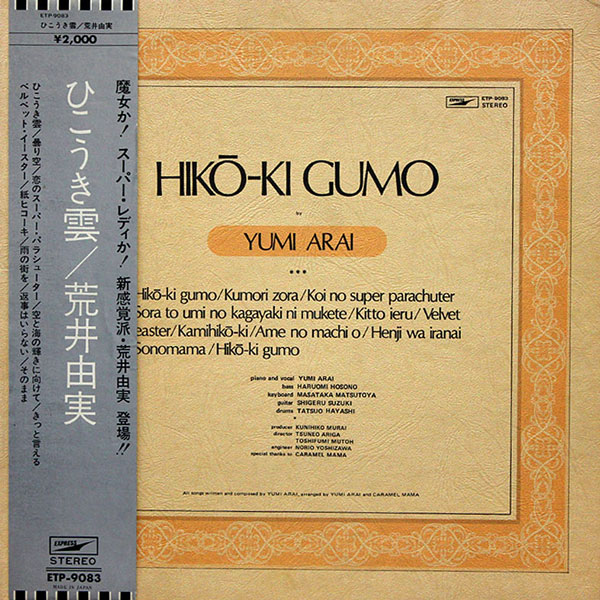 ETP-9083
ひこうき雲/荒井由実
¥2,000
魔女か! スーパー・レディか! 新感覚派・荒井由実 登場!!
ひこうき雲/荒井由実
ひこうき雲/曇り空/恋のスーパー・パラシューター/空と海の輝きに向けて/きっと言える
ベルベット・イースター/紙ヒコーキ/雨の街を/返事はいらない/そのまま
EXPRESS
STEREO
ETP-9083
MADE IN JAPAN
EXPRESS
ETP-9083
STEREO
HIKŌ-KI GUMO
by
YUMI ARAI
Hikō-ki gumo/Kumori zora/Koi no super parachuter
Sora to umi no kagayaki ni mukete/Kitto ieru/Velvet
easter/Kamihikō-ki/Ame no machi o/Henji wa iranai
Sonomama/Hikō-ki gumo
piano and vocal YUMI ARAI
bass HARUOMI HOSONO
keyboard MASATAKA MATSUTOYA
guitar SHIGERU SUZUKI
drums TATSUO HAYASHI
producer KUNIHIKO MURAI
director TSUNEO ARIGA
TOSHIFUMI MUTOH
engineer NORIO YOSHIZAWA
special thanks to CARAMEL MAMA
All songs written and composed by YUMI ARAI, arranged by YUMI ARAI and CARAMEL MAMA